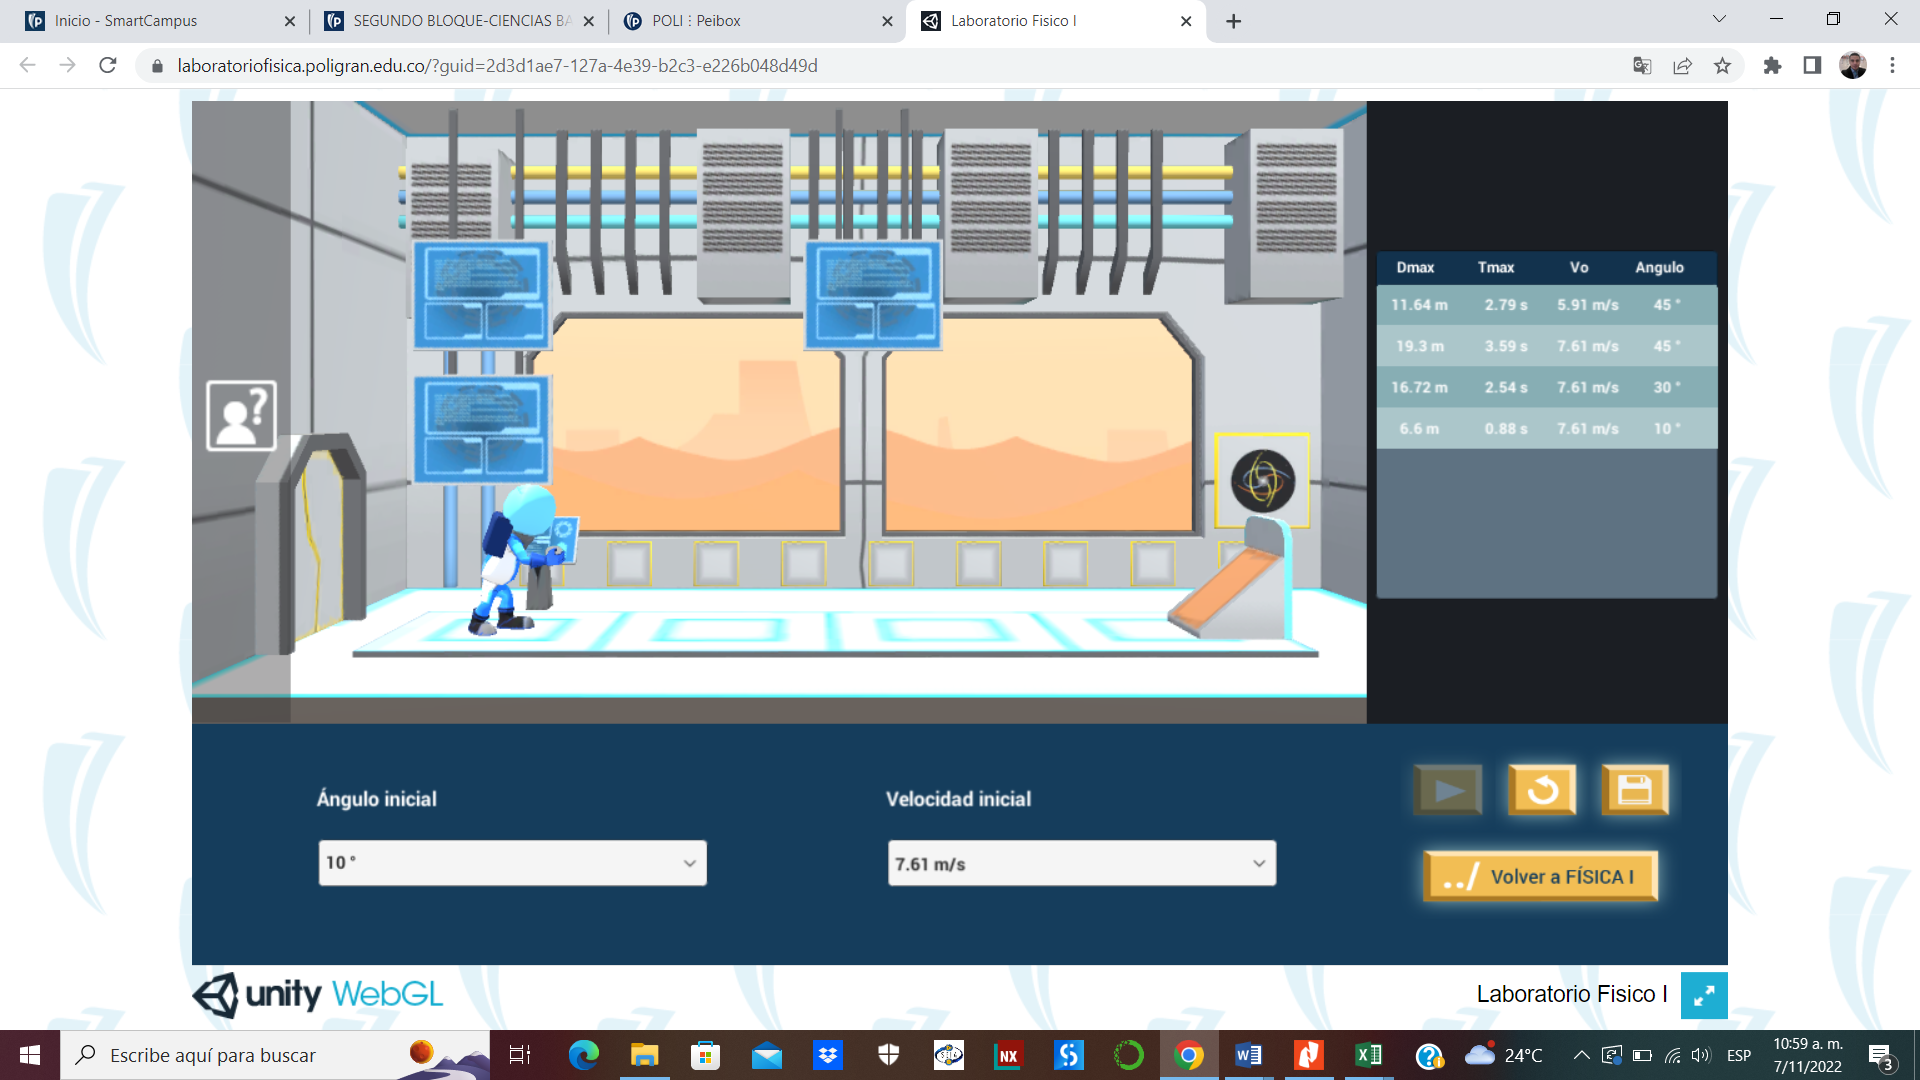 Inicio - SmartCampus
SEGUNDO BLOQUE-CIENCIAS BA
POLI ⋮ Peibox
Laboratorio Fisico I
laboratoriofisica.poligran.edu.co/?guid=2d3d1ae7-127a-4e39-b2c3-e226b048d49d
Dmax Tmax Vo Angulo
11.64 m 2.79 s 5.91 m/s 45 °
19.3 m 3.59 s 7.61 m/s 45 °
16.72 m 2.54 s 7.61 m/s 30 °
6.6 m 0.88 s 7.61 m/s 10 °
Ángulo inicial
10 °
Velocidad inicial
7.61 m/s
../ Volver a FÍSICA I
unity WebGL
Laboratorio Fisico I
Escribe aquí para buscar
NX
24°C
ESP
10:59 a. m.
7/11/2022
3